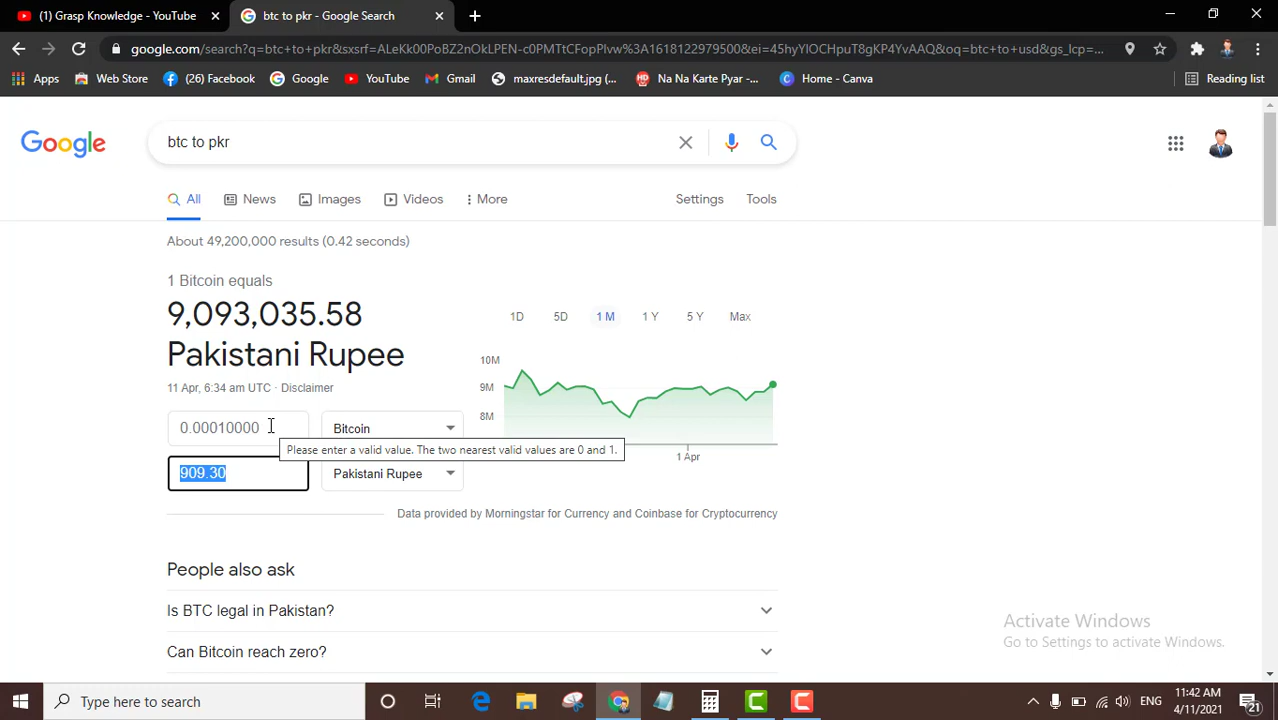 (1) Grasp Knowledge - YouTube
btc to pkr - Google Search
google.com/search?q=btc+to+pkr&sxsrf=ALeKk00PoBZ2nOkLPEN-c0PMTtCFopPlvw%3A1618122979500&ei=45hyYIOCHpuT8gKP4YvAAQ&oq=btc+to+usd&gs_lcp=...
Apps
Web Store
(26) Facebook
Google
YouTube
Gmail
maxresdefault.jpg (...
Na Na Karte Pyar -...
Home - Canva
Reading list
Google
btc to pkr
All
News
Images
Videos
More
Settings
Tools
About 49,200,000 results (0.42 seconds)
1 Bitcoin equals
9,093,035.58
Pakistani Rupee
11 Apr, 6:34 am UTC · Disclaimer
1D 5D 1 M 1 Y 5 Y Max
10M
9M
8M
1 Apr
0.00010000
Bitcoin
Please enter a valid value. The two nearest valid values are 0 and 1.
909.30
Pakistani Rupee
Data provided by Morningstar for Currency and Coinbase for Cryptocurrency
People also ask
Is BTC legal in Pakistan?
Can Bitcoin reach zero?
Activate Windows
Go to Settings to activate Windows.
Type here to search
ENG
11:42 AM
4/11/2021
21